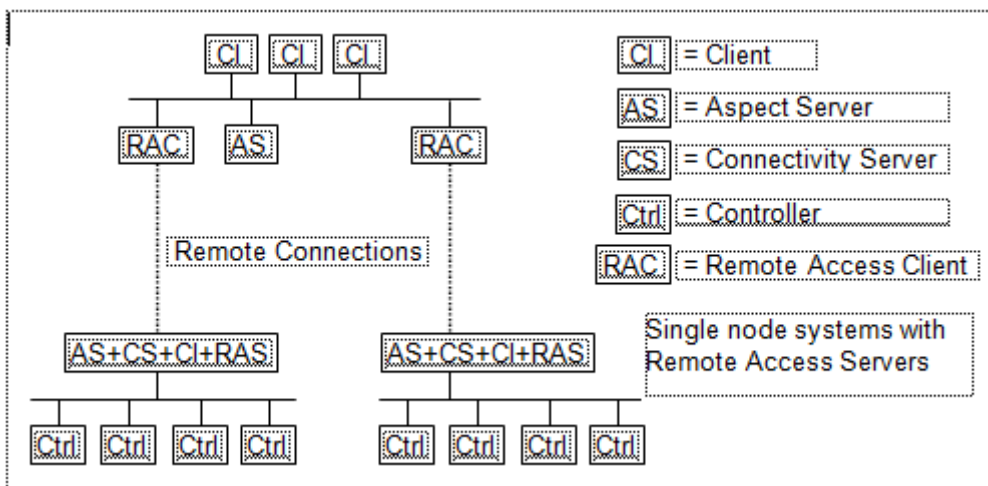 Cl Cl Cl
RAC AS RAC
Remote Connections
AS+CS+Cl+RAS AS+CS+Cl+RAS
Ctrl Ctrl Ctrl Ctrl Ctrl Ctrl Ctrl Ctrl
Cl = Client
AS = Aspect Server
CS = Connectivity Server
Ctrl = Controller
RAC = Remote Access Client
Single node systems with
Remote Access Servers